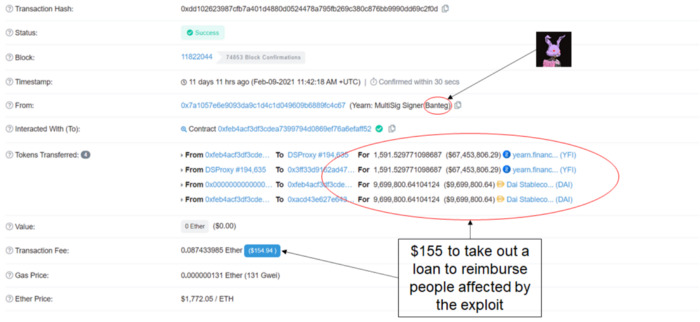 Transaction Hash: 0xdd102623987cfb7a401d4880d0524478a795fb269c380c876bb9990dd69c2f0d
Status: Success
Block: 11822044 74853 Block Confirmations
Timestamp: 11 days 11 hrs ago (Feb-09-2021 11:42:18 AM +UTC) | Confirmed within 30 secs
From: 0x7a1057e6e9093da9c1d4c1d049609b6889fc4c67 (Yearn: MultiSig Signer Banteg)
Interacted With (To): Contract 0xfeb4acf3df3cdea7399794d0869ef76a6efaff52
Tokens Transferred: 4 From 0xfeb4acf3df3cde... To DSProxy #194,635 For 1,591.529771098687 ($67,453,806.29) yearn.financ... (YFI)
From DSProxy #194,635 To 0x3ff33d9162ad47... For 1,591.529771098687 ($67,453,806.29) yearn.financ... (YFI)
From 0x0000000000000... To 0xfeb4acf3df3cde... For 9,699,800.64104124 ($9,699,800.64) Dai Stableco... (DAI)
From 0xfeb4acf3df3cde... To 0xacd43e627e643... For 9,699,800.64104124 ($9,699,800.64) Dai Stableco... (DAI)
Value: 0 Ether ($0.00)
Transaction Fee: 0.087433985 Ether ($154.94)
Gas Price: 0.000000131 Ether (131 Gwei)
Ether Price: $1,772.05 / ETH
$155 to take out a
loan to reimburse
people affected by
the exploit